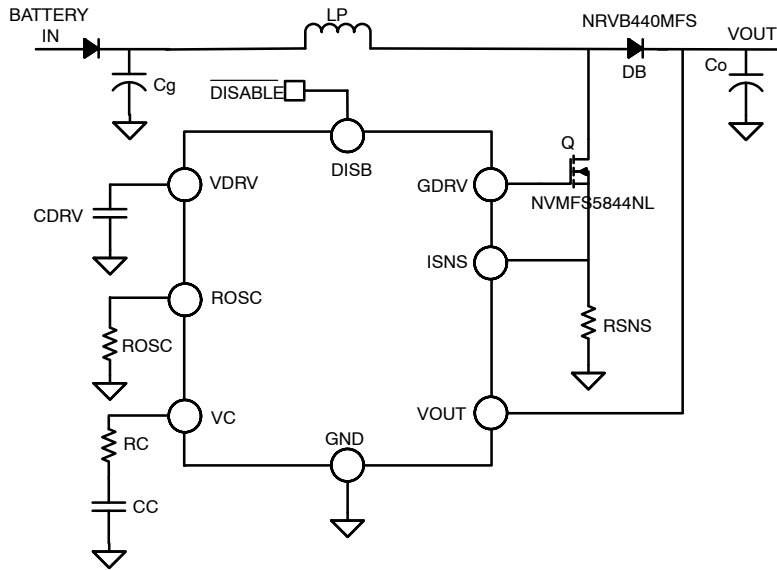 BATTERY
IN
LP
NRVB440MFS
VOUT
Cg
DISABLE
DB
Co
DISB
Q
VDRV
GDRV
NVMFS5844NL
CDRV
ISNS
ROSC
RSNS
ROSC
VC
VOUT
RC
GND
CC